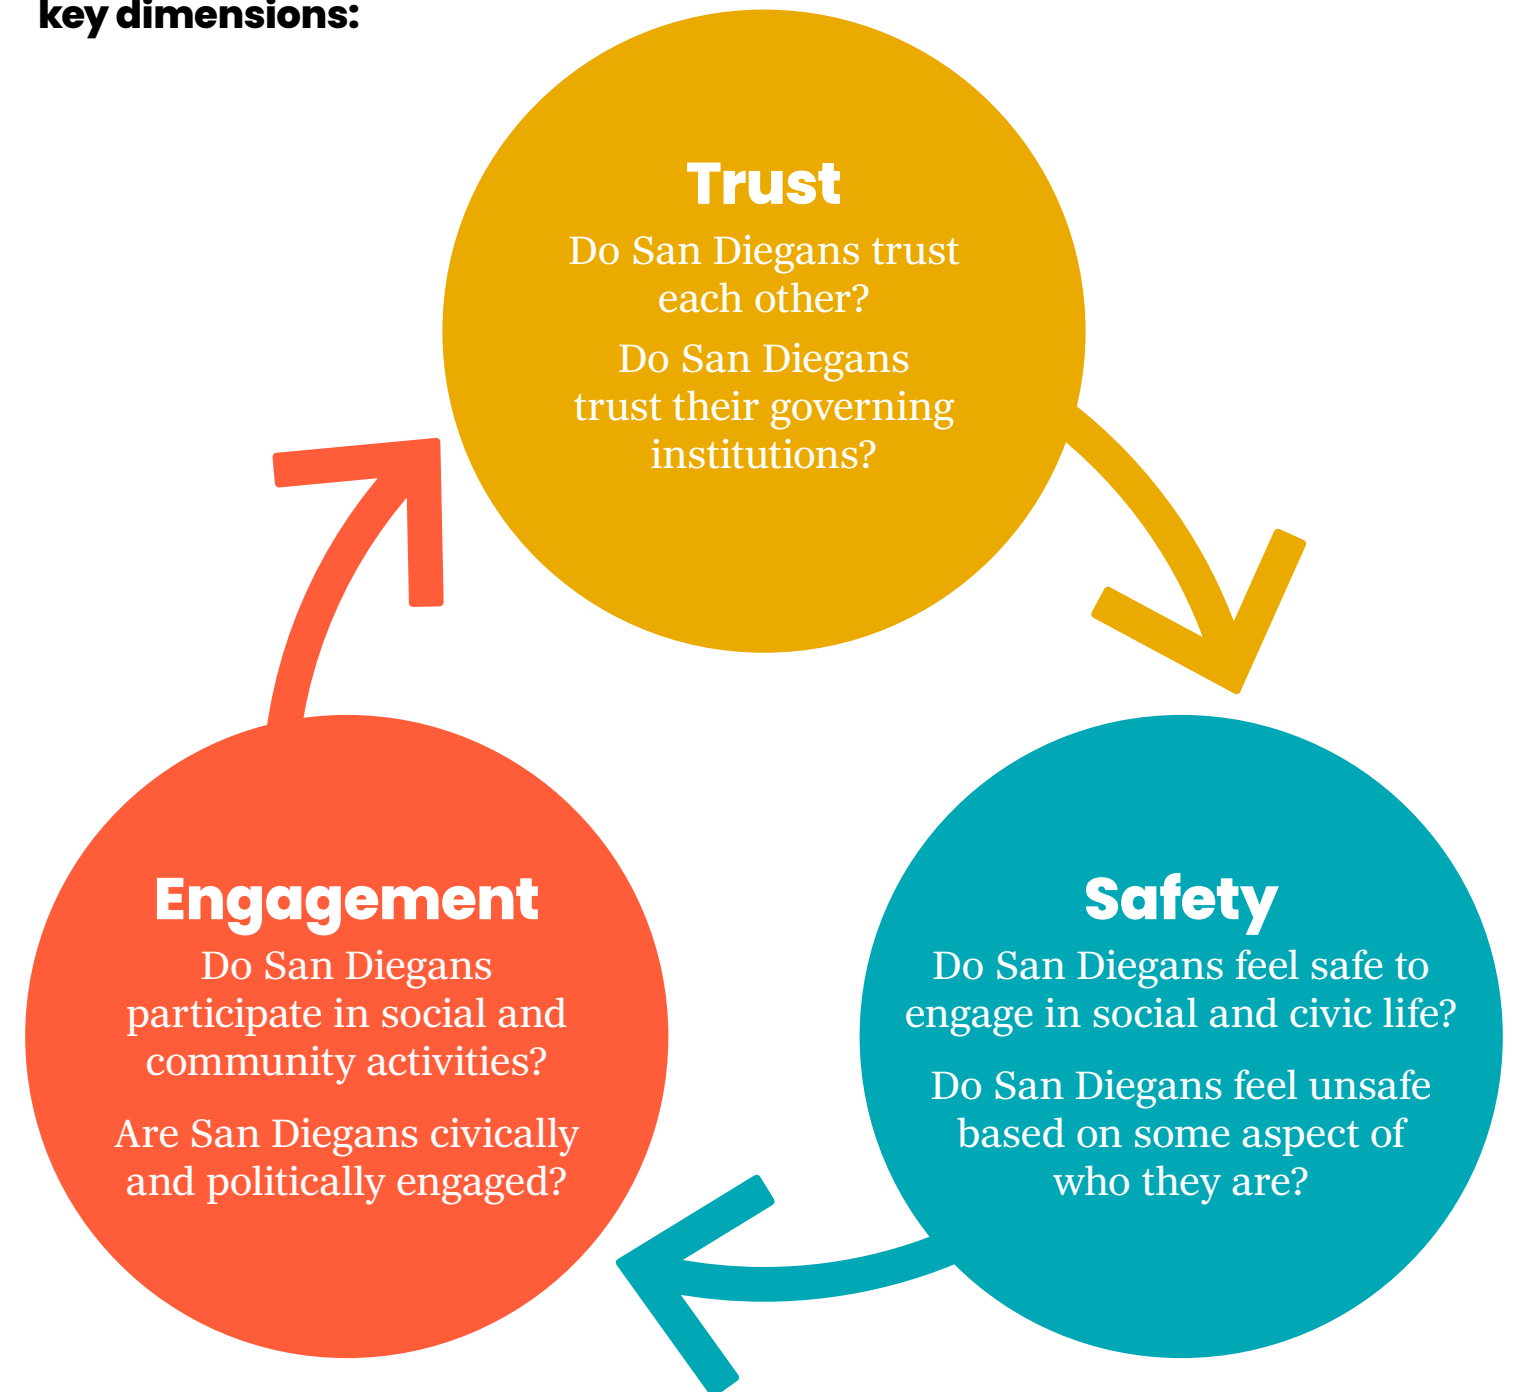 key dimensions:
Trust
Do San Diegans trust
each other?
Do San Diegans
trust their governing
institutions?
Engagement
Do San Diegans
participate in social and
community activities?
Are San Diegans civically
and politically engaged?
Safety
Do San Diegans feel safe to
engage in social and civic life?
Do San Diegans feel unsafe
based on some aspect of
who they are?